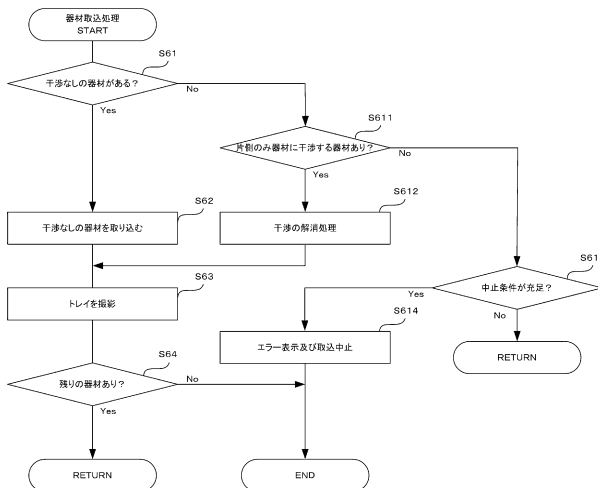 器材取込処理
START
S61
干渉なしの器材がある？
No
Yes
S611
片側のみ器材に干渉する器材あり？
No
Yes
S62
干渉なしの器材を取り込む
S612
干渉の解消処理
S61
中止条件が充足？
Yes
No
S63
トレイを撮影
S614
エラー表示及び取込中止
RETURN
S64
残りの器材あり？
No
Yes
RETURN
END